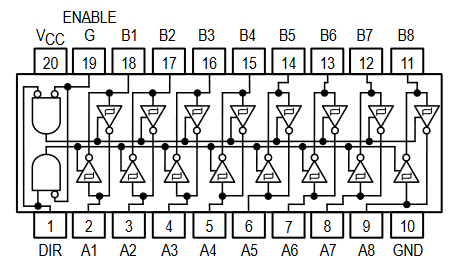 ENABLE
VCC G B1 B2 B3 B4 B5 B6 B7 B8
20 19 18 17 16 15 14 13 12 11
1 2 3 4 5 6 7 8 9 10
DIR A1 A2 A3 A4 A5 A6 A7 A8 GND